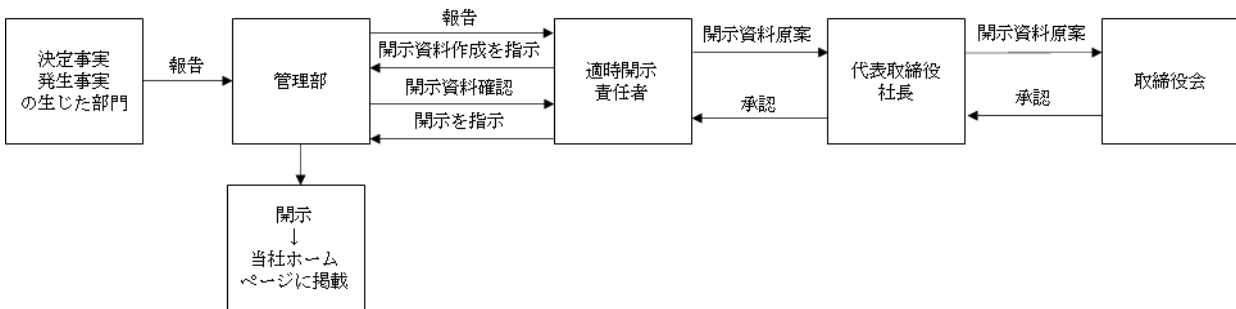 決定事実
発生事実
の生じた部門
報告
管理部
報告
開示資料作成を指示
開示資料確認
開示を指示
適時開示
責任者
開示資料原案
承認
代表取締役
社長
開示資料原案
承認
取締役会
開示
↓
当社ホーム
ページに掲載